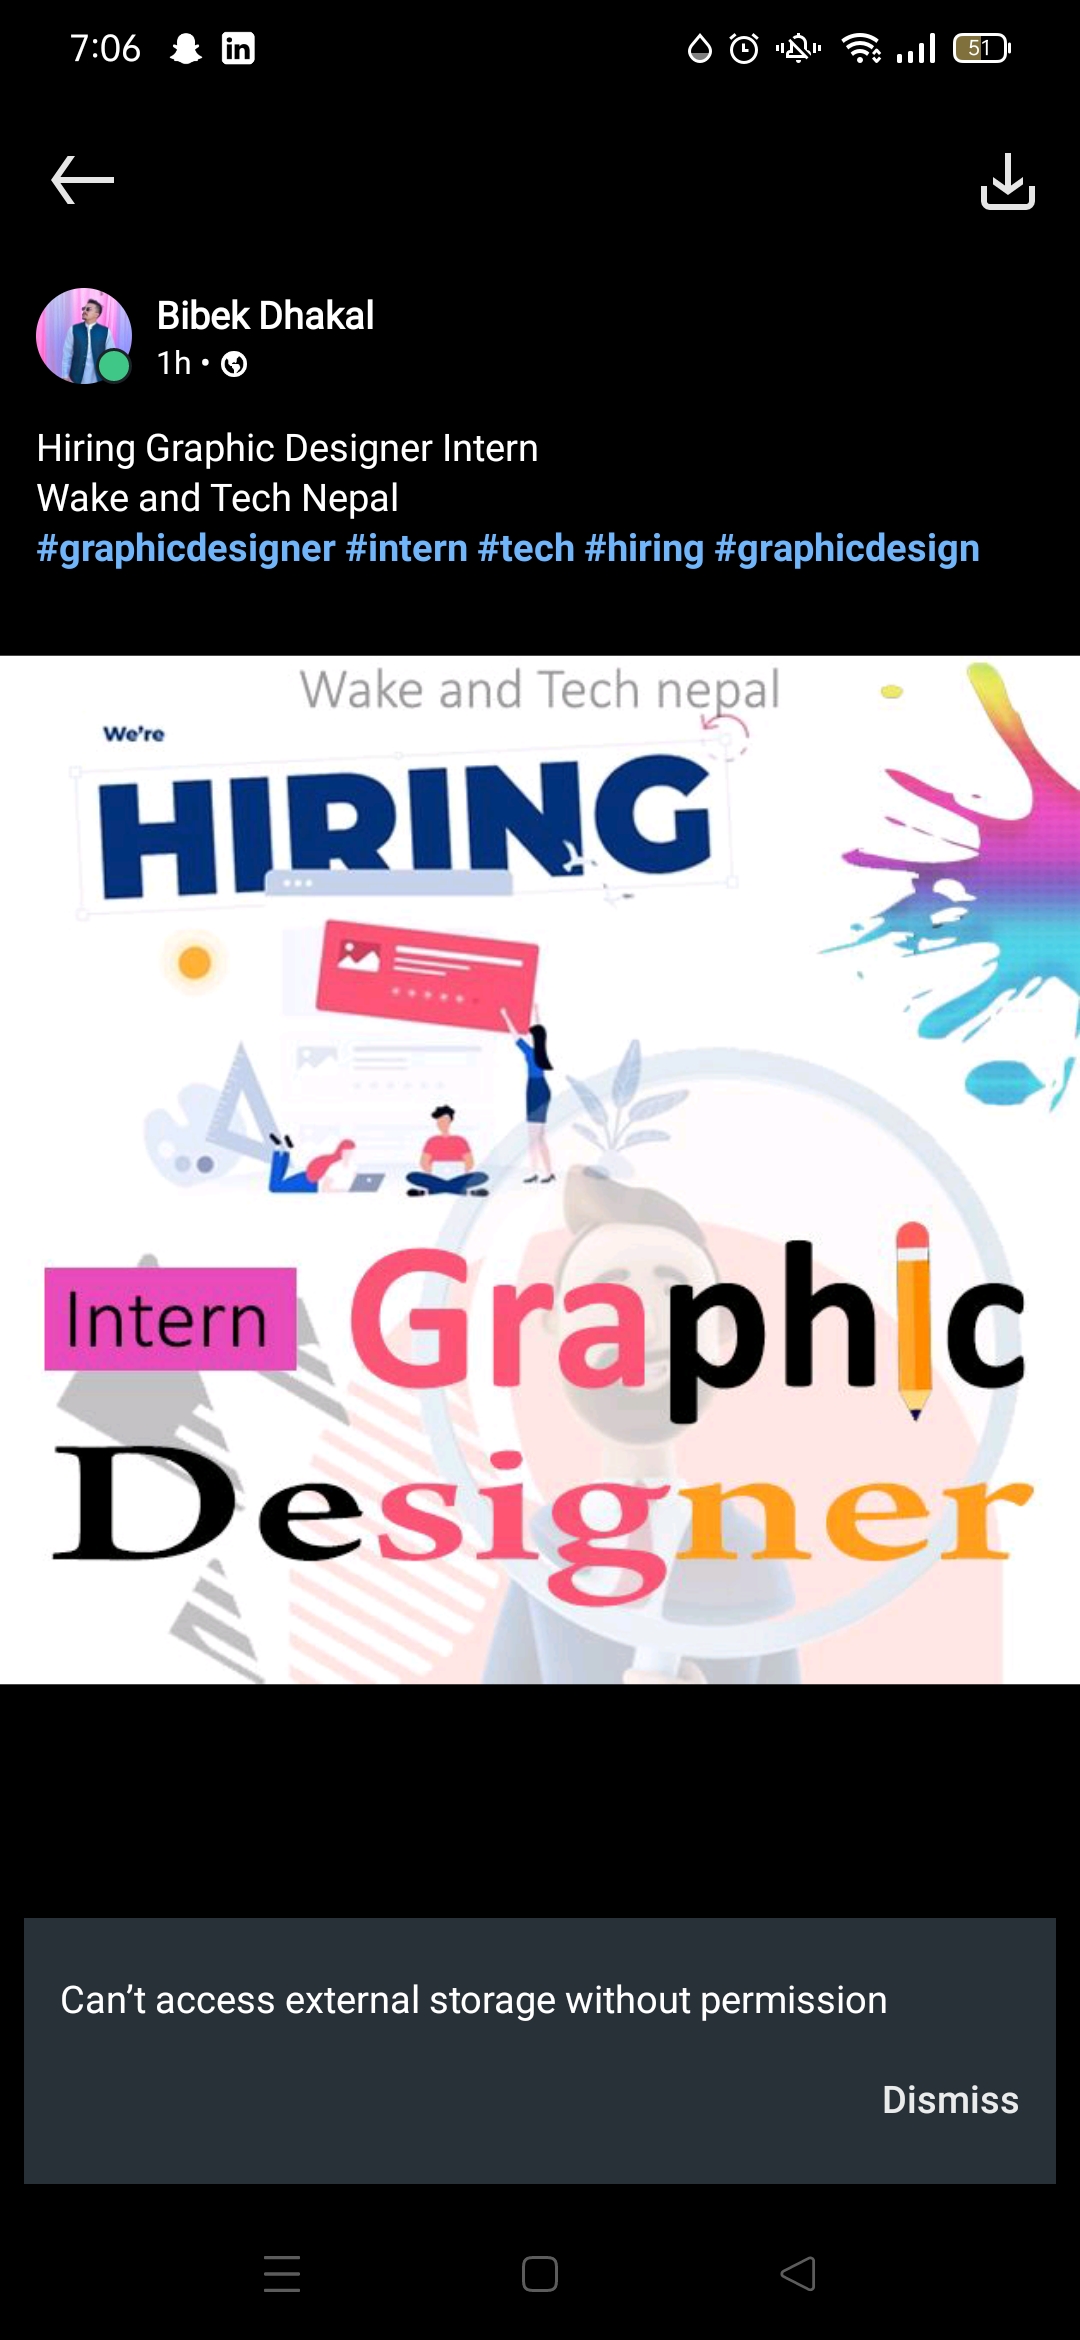 7:06
51
Bibek Dhakal
1h •
Hiring Graphic Designer Intern
Wake and Tech Nepal
#graphicdesigner #intern #tech #hiring #graphicdesign
Wake and Tech nepal
We're
HIRING
Intern Graphic
Designer
Can’t access external storage without permission
Dismiss